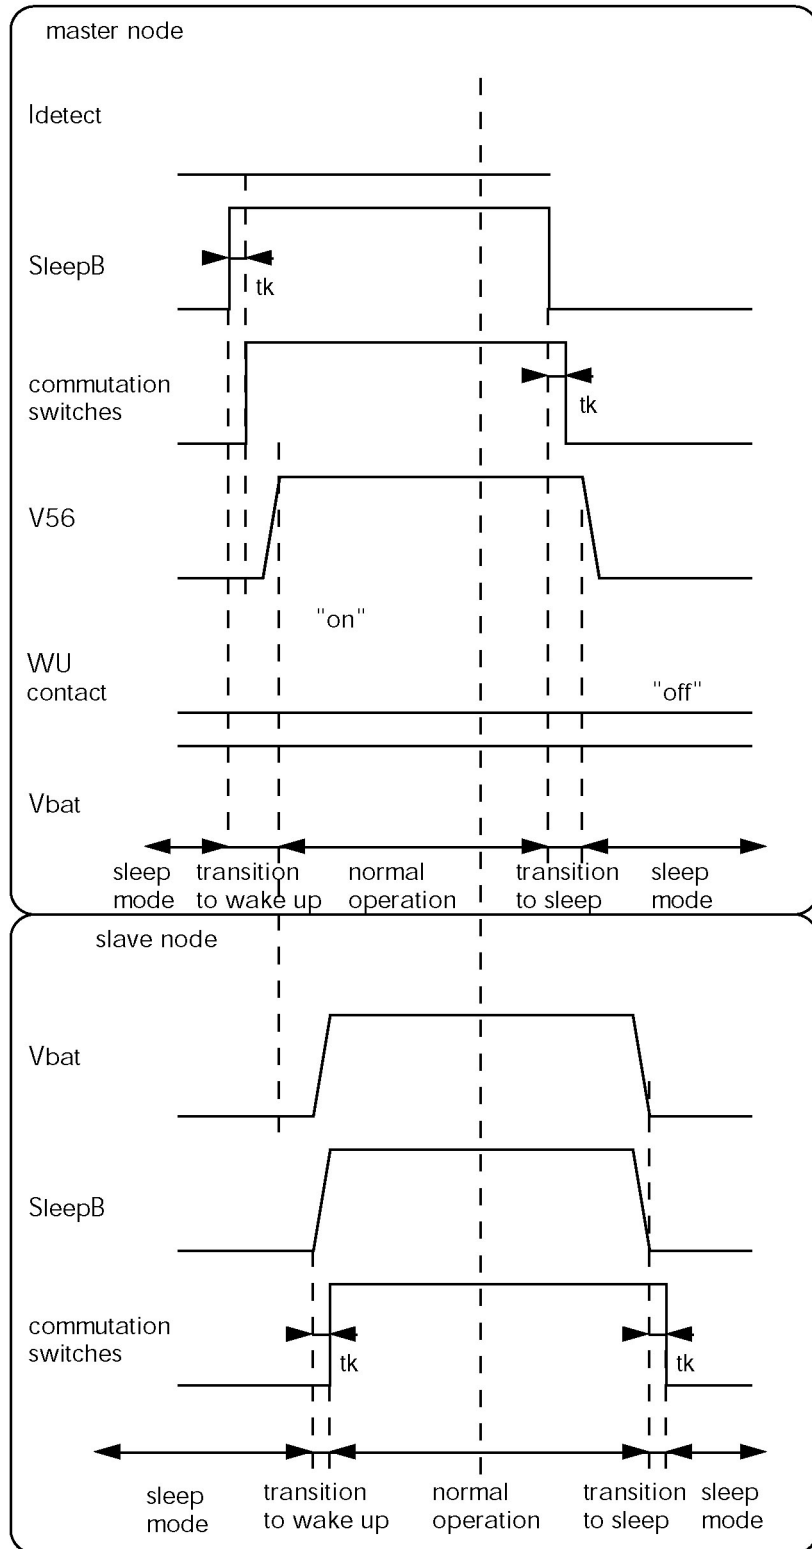 master node
Idetect
SleepB
tk
commutation
switches
tk
V56
"on"
WU
contact
"off"
Vbat
sleep
mode
transition
to wake up
normal
operation
transition
to sleep
sleep
mode
slave node
Vbat
SleepB
commutation
switches
tk
tk
sleep
mode
transition
to wake up
normal
operation
transition
to sleep
sleep
mode